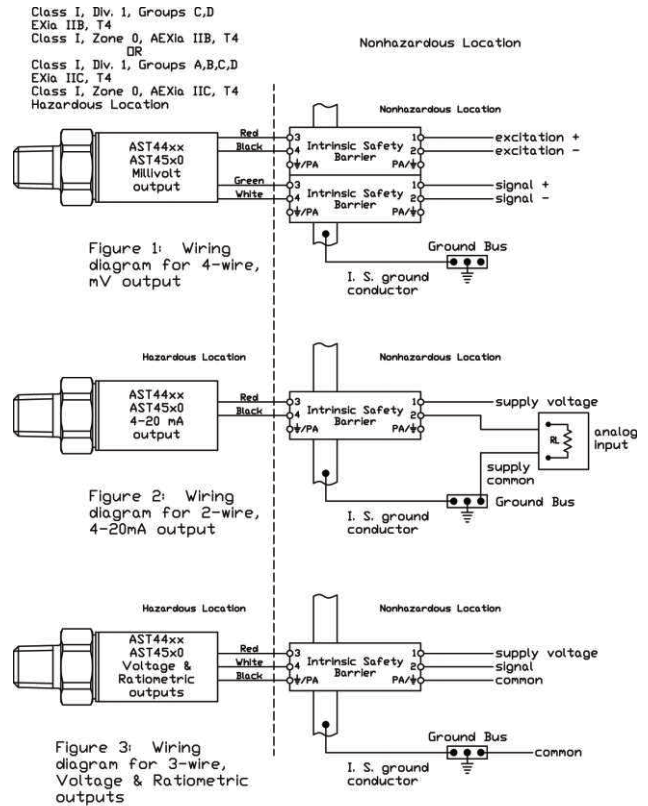 Class I, Div. 1, Groups C,D
EXia IIB, T4
Class I, Zone 0, AEXia IIB, T4
OR
Class I, Div. 1, Groups A,B,C,D
EXia IIC, T4
Class I, Zone 0, AEXia IIC, T4
Hazardous Location
Nonhazardous Location
Nonhazardous Location
AST44xx
AST45x0
Millivolt
output
Red
Black
Green
White
3
4
⏚/PA
Intrinsic Safety
Barrier
1
2
PA/⏚
excitation +
excitation -
3
4
⏚/PA
Intrinsic Safety
Barrier
1
2
PA/⏚
signal +
signal -
Figure 1: Wiring
diagram for 4-wire,
mV output
I. S. ground
conductor
Ground Bus
Hazardous Location
Nonhazardous Location
AST44xx
AST45x0
4-20 mA
output
Red
Black
3
4
⏚/PA
Intrinsic Safety
Barrier
1
2
PA/⏚
supply voltage
RL
analog
input
supply
common
Ground Bus
Figure 2: Wiring
diagram for 2-wire,
4-20mA output
I. S. ground
conductor
Hazardous Location
Nonhazardous Location
AST44xx
AST45x0
Voltage &
Ratiometric
outputs
Red
White
Black
3
4
⏚/PA
Intrinsic Safety
Barrier
1
2
PA/⏚
supply voltage
signal
common
Ground Bus
common
Figure 3: Wiring
diagram for 3-wire,
Voltage & Ratiometric
outputs
I. S. ground
conductor